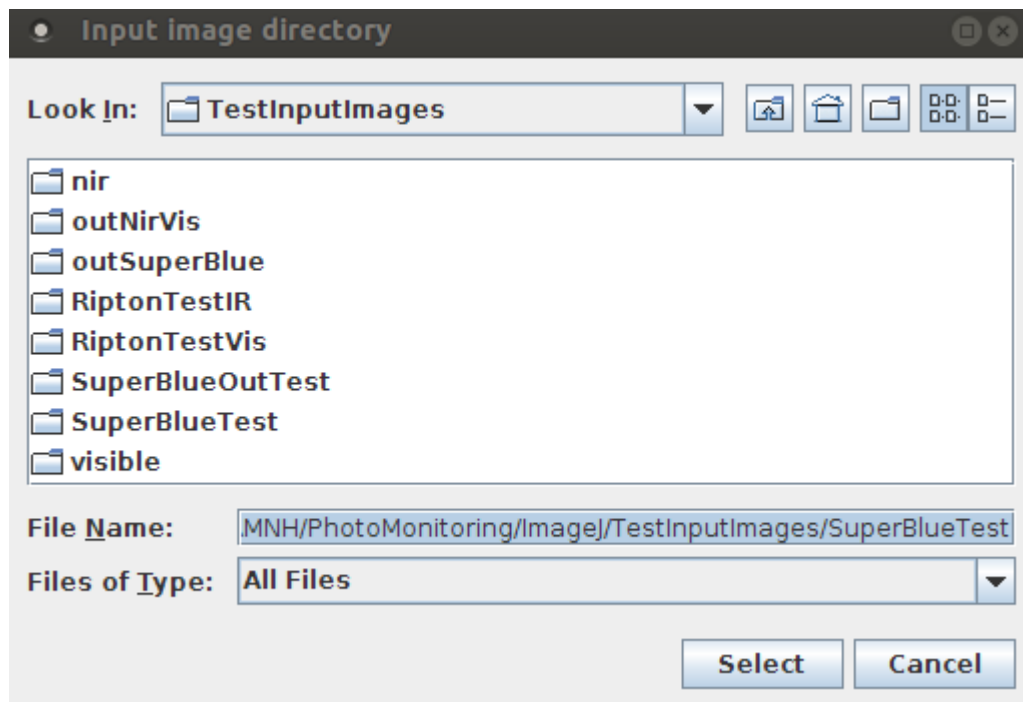 Input image directory
Look In: TestInputImages
nir
outNirVis
outSuperBlue
RiptonTestIR
RiptonTestVis
SuperBlueOutTest
SuperBlueTest
visible
File Name: .MNH/PhotoMonitoring/ImageJ/TestInputImages/SuperBlueTest
Files of Type: All Files
Select Cancel